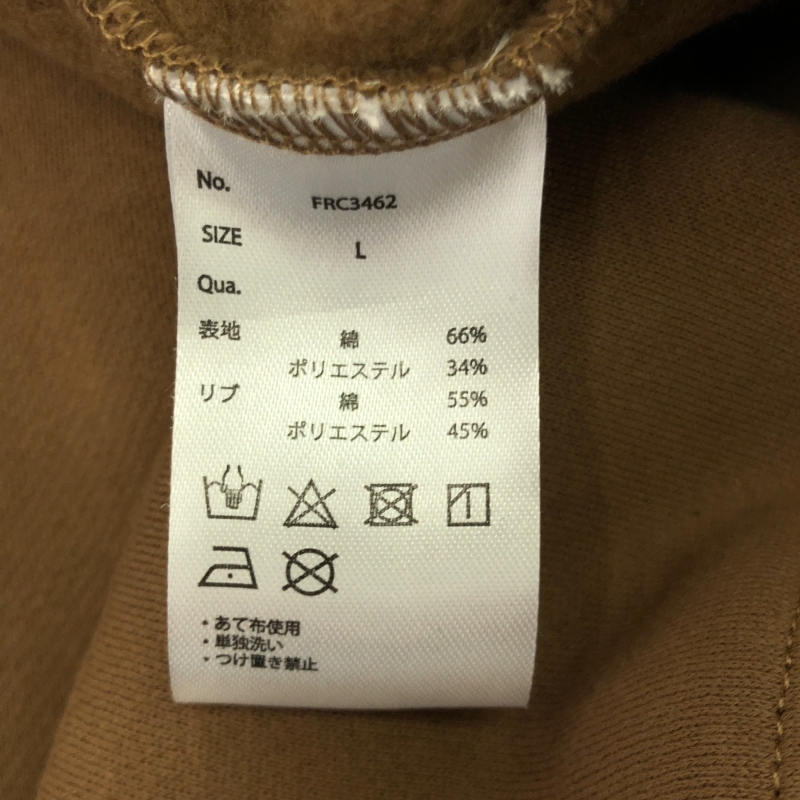 No. FRC3462
SIZE L
Qua.
表地 綿 66%
ポリエステル 34%
リブ 綿 55%
ポリエステル 45%
・あて布使用
・単独洗い
・つけ置き禁止